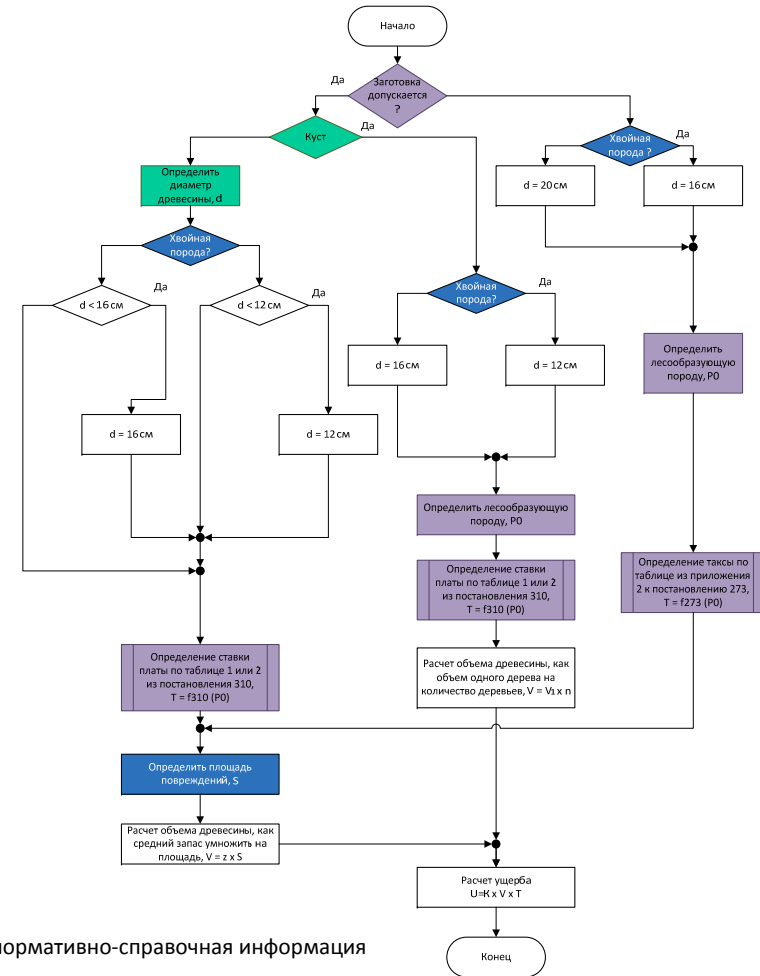 Начало
Да
Заготовка
допускается
?
Куст
Да
Хвойная
порода ?
Да
Определить
диаметр
древесины, d
d = 20 см
d = 16 см
Хвойная
порода?
d < 16 см
Да
d < 12 см
Да
Хвойная
порода?
Да
d = 16 см
d = 12 см
Определить
лесообразующую
породу, P0
d = 16 см
d = 12 см
Определить лесообразующую
породу, P0
Определение ставки
платы по таблице 1 или 2
из постановления 310,
T = f310 (P0)
Определение таксы по
таблице из приложения
2 к постановлению 273,
T = f273 (P0)
Определение ставки
платы по таблице 1 или 2
из постановления 310,
T = f310 (P0)
Расчет объема древесины, как
объем одного дерева на
количество деревьев, V = V₁ x n
Определить площадь
повреждений, S
Расчет объема древесины, как
средний запас умножить на
площадь, V = z x S
Расчет ущерба
U=К x V x T
Конец
нормативно-справочная информация